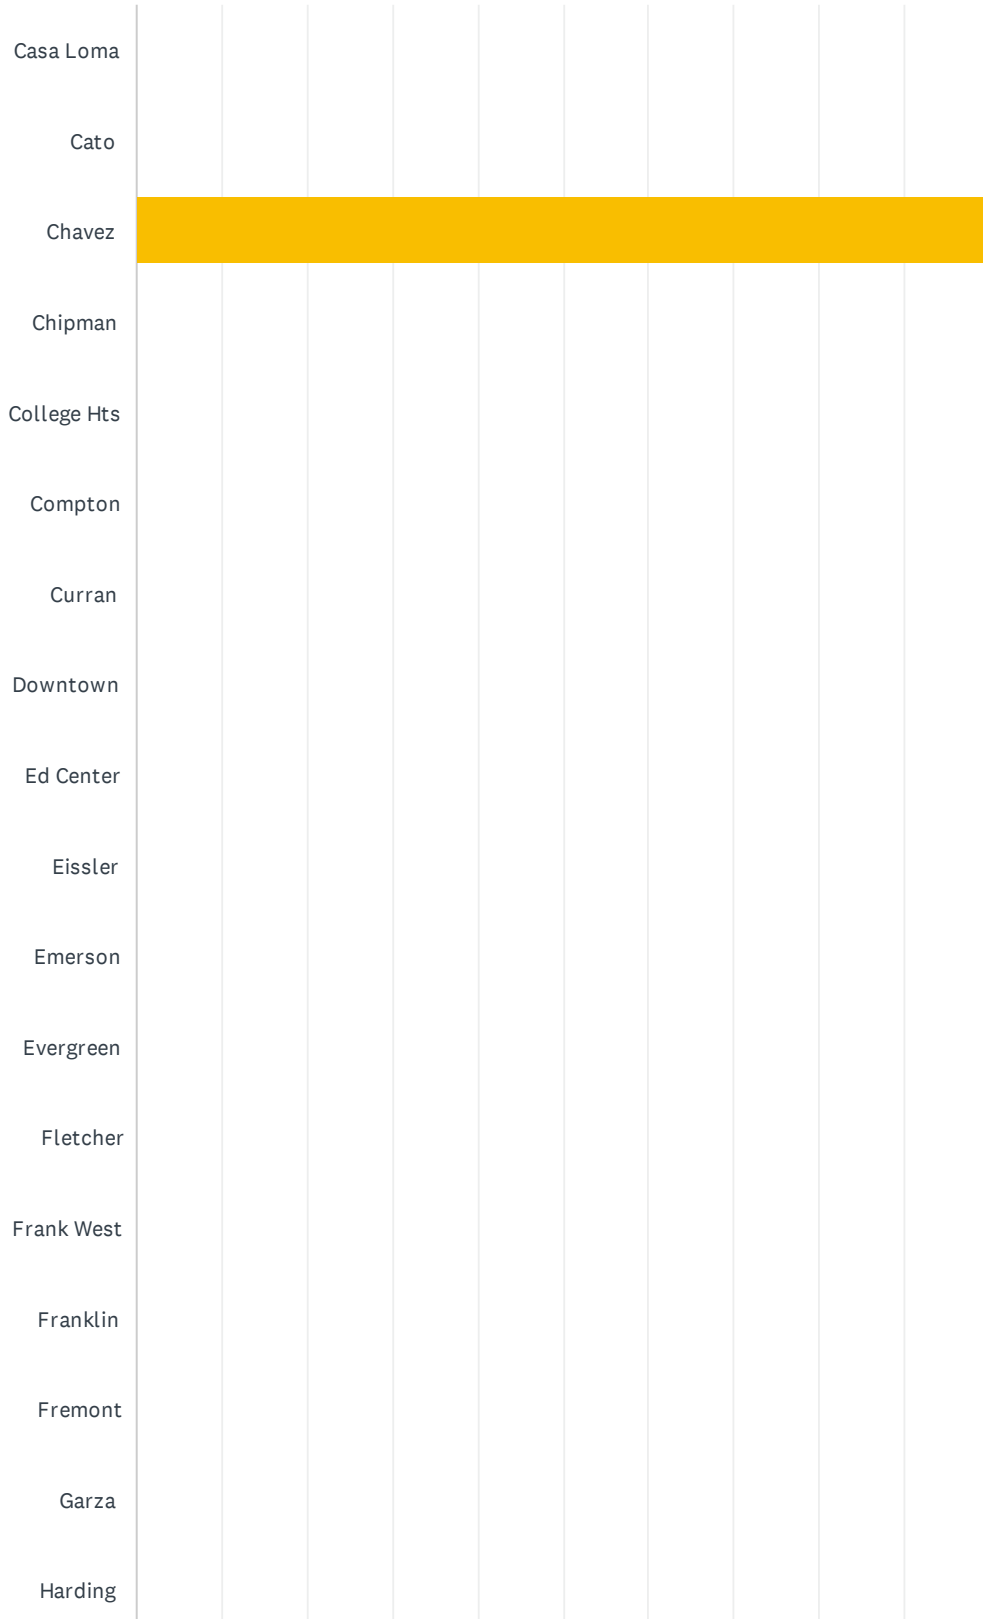 Casa Loma
Cato
Chavez
Chipman
College Hts
Compton
Curran
Downtown
Ed Center
Eissler
Emerson
Evergreen
Fletcher
Frank West
Franklin
Fremont
Garza
Harding